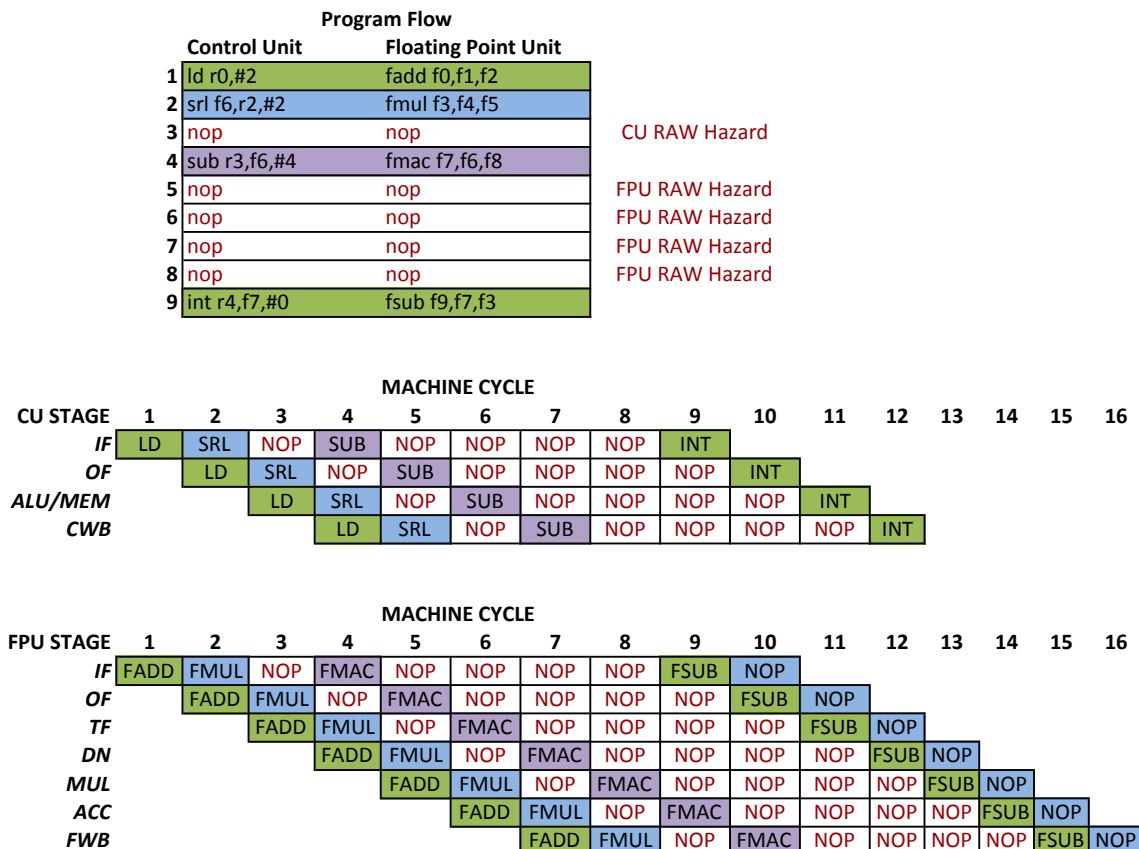 Program Flow
Control Unit Floating Point Unit
1 ld r0,#2 fadd f0,f1,f2
2 srl f6,r2,#2 fmul f3,f4,f5
3 nop nop CU RAW Hazard
4 sub r3,f6,#4 fmac f7,f6,f8
5 nop nop FPU RAW Hazard
6 nop nop FPU RAW Hazard
7 nop nop FPU RAW Hazard
8 nop nop FPU RAW Hazard
9 int r4,f7,#0 fsub f9,f7,f3
MACHINE CYCLE
CU STAGE 1 2 3 4 5 6 7 8 9 10 11 12 13 14 15 16
IF LD SRL NOP SUB NOP NOP NOP NOP INT
OF LD SRL NOP SUB NOP NOP NOP NOP INT
ALU/MEM LD SRL NOP SUB NOP NOP NOP NOP INT
CWB LD SRL NOP SUB NOP NOP NOP NOP INT
MACHINE CYCLE
FPU STAGE 1 2 3 4 5 6 7 8 9 10 11 12 13 14 15 16
IF FADD FMUL NOP FMAC NOP NOP NOP NOP FSUB NOP
OF FADD FMUL NOP FMAC NOP NOP NOP NOP FSUB NOP
TF FADD FMUL NOP FMAC NOP NOP NOP NOP FSUB NOP
DN FADD FMUL NOP FMAC NOP NOP NOP NOP FSUB NOP
MUL FADD FMUL NOP FMAC NOP NOP NOP NOP FSUB NOP
ACC FADD FMUL NOP FMAC NOP NOP NOP NOP FSUB NOP
FWB FADD FMUL NOP FMAC NOP NOP NOP NOP FSUB NOP